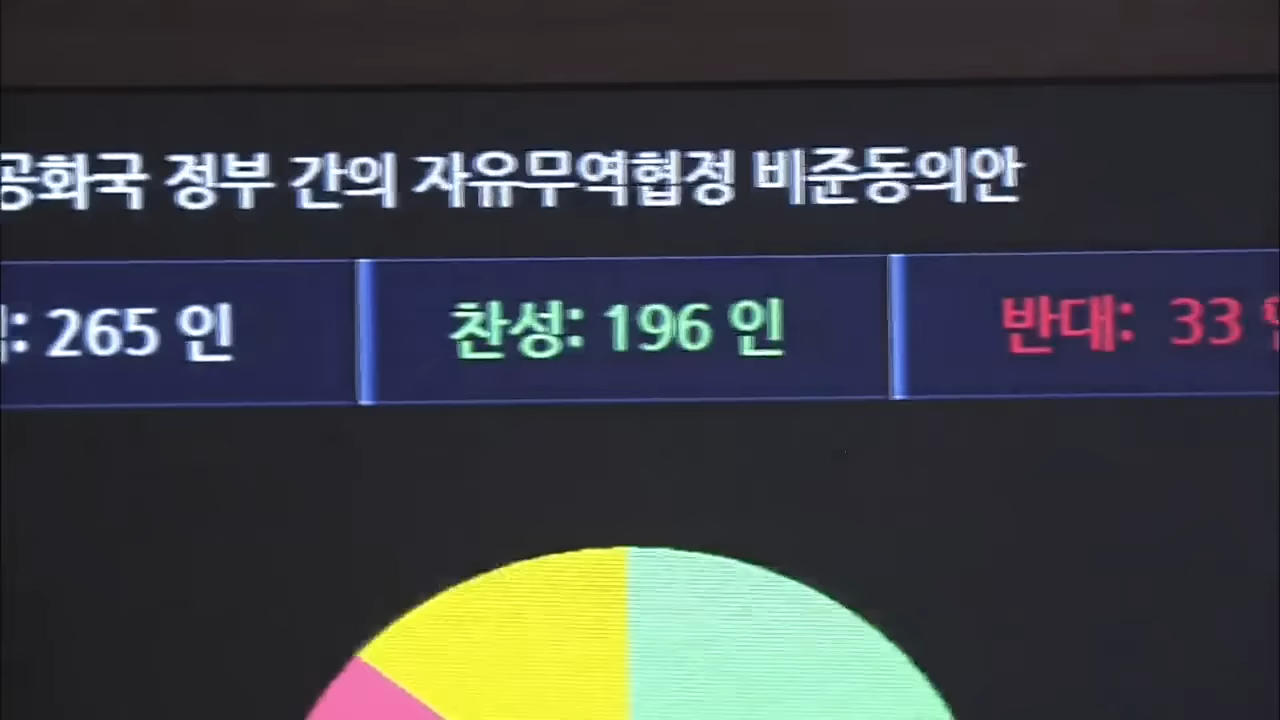 공화국 정부 간의 자유무역협정 비준동의안
: 265 인 찬성: 196 인 반대: 33